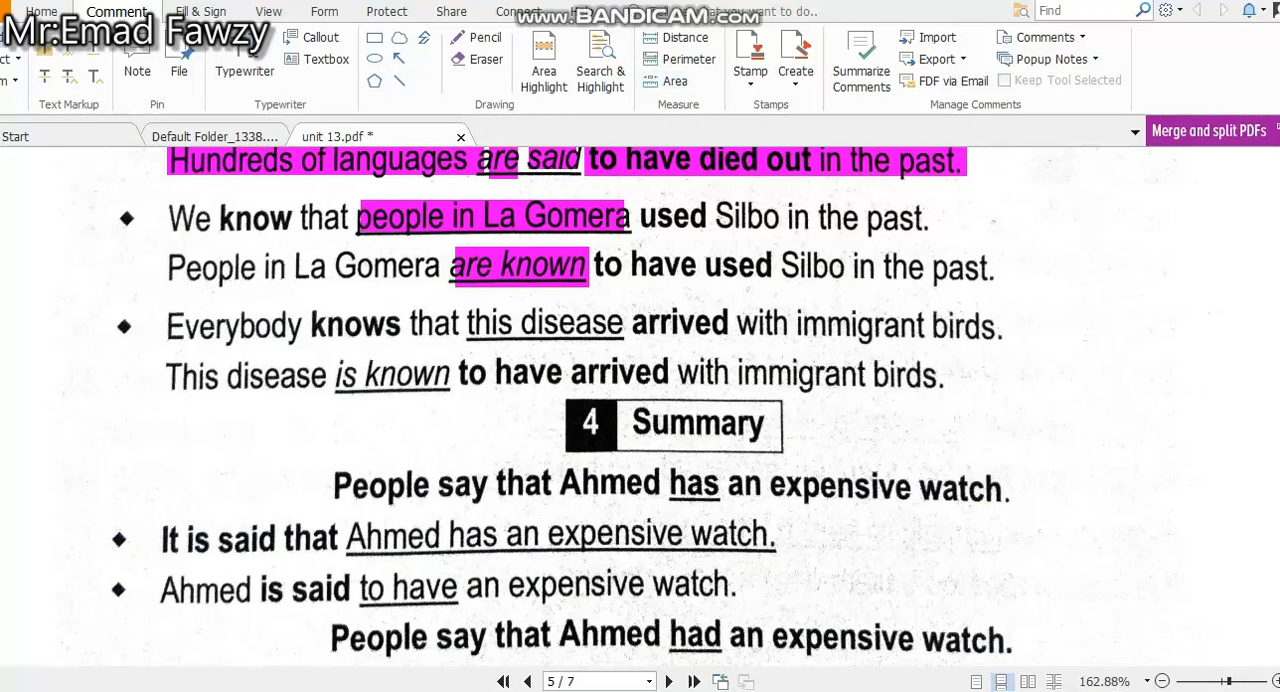 Home Comment Fill & Sign View Form Protect Share Connect Help you want to do..
www.BANDICAM.com
Mr:Emad Fawzy
Find
Note File Typewriter Callout Textbox Pencil Eraser Area Highlight Search & Highlight Distance Perimeter Area Stamp Create Summarize Comments Import Export FDF via Email Comments Popup Notes Keep Tool Selected
Text Markup Pin Typewriter Drawing Measure Stamps Manage Comments
Start Default Folder_1338.... unit 13.pdf * Merge and split PDFs
Hundreds of languages are said to have died out in the past.
We know that people in La Gomera used Silbo in the past.
People in La Gomera are known to have used Silbo in the past.
Everybody knows that this disease arrived with immigrant birds.
This disease is known to have arrived with immigrant birds.
4 Summary
People say that Ahmed has an expensive watch.
It is said that Ahmed has an expensive watch.
Ahmed is said to have an expensive watch.
People say that Ahmed had an expensive watch.
5 / 7 162.88%